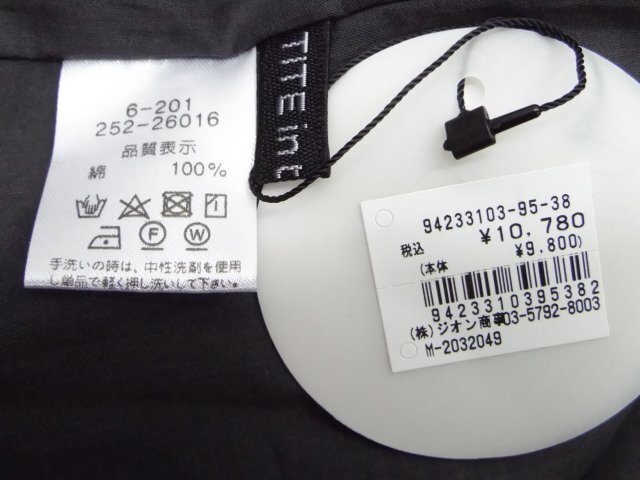 6-201
252-26016
品質表示
綿 100%
F W
手洗いの時は、中性洗剤を使用
し単品で軽く押し洗いして下さい。
TITE int
94233103-95-38
税込 ¥10,780
(本体 ¥9,800)
9423310395382
(株)ジオン商事03-5792-8003
M-2032049